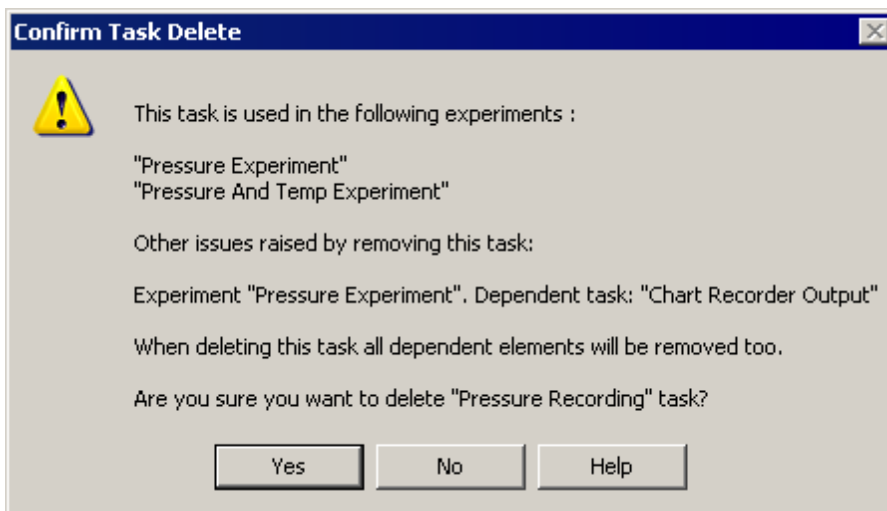 Confirm Task Delete
This task is used in the following experiments :
"Pressure Experiment"
"Pressure And Temp Experiment"
Other issues raised by removing this task:
Experiment "Pressure Experiment". Dependent task: "Chart Recorder Output"
When deleting this task all dependent elements will be removed too.
Are you sure you want to delete "Pressure Recording" task?
Yes No Help